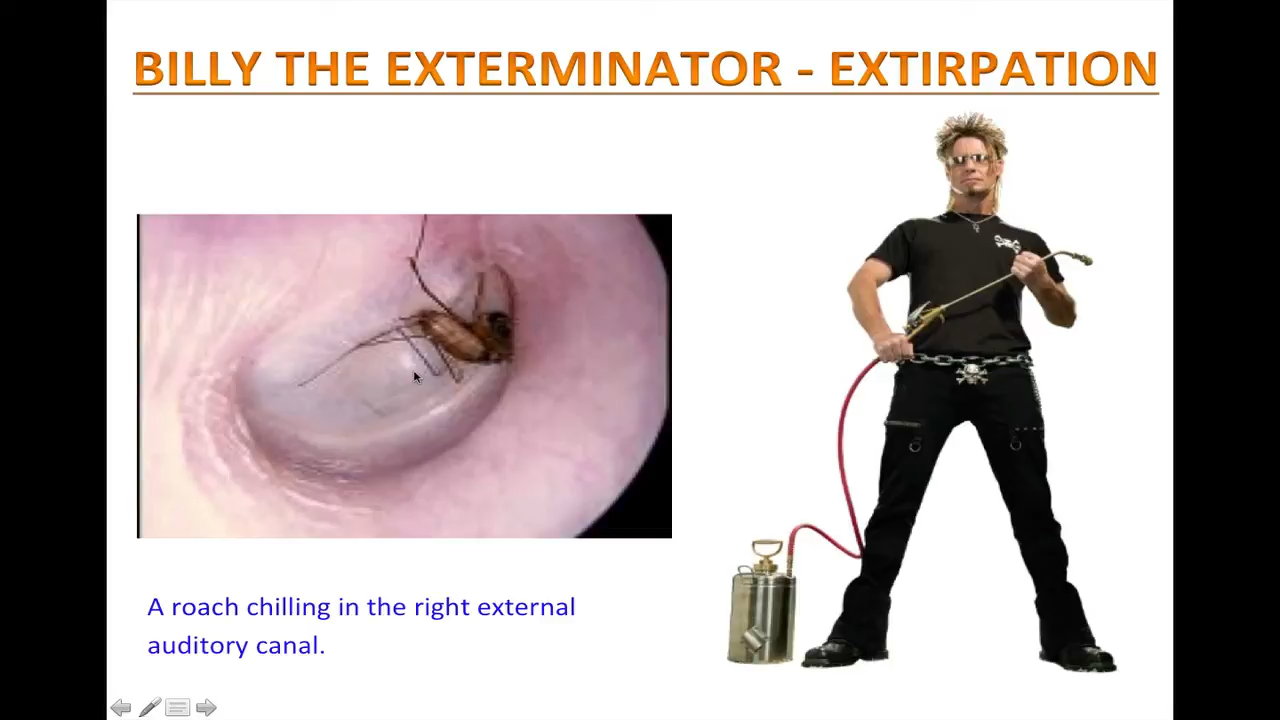 BILLY THE EXTERMINATOR - EXTIRPATION
A roach chilling in the right external
auditory canal.